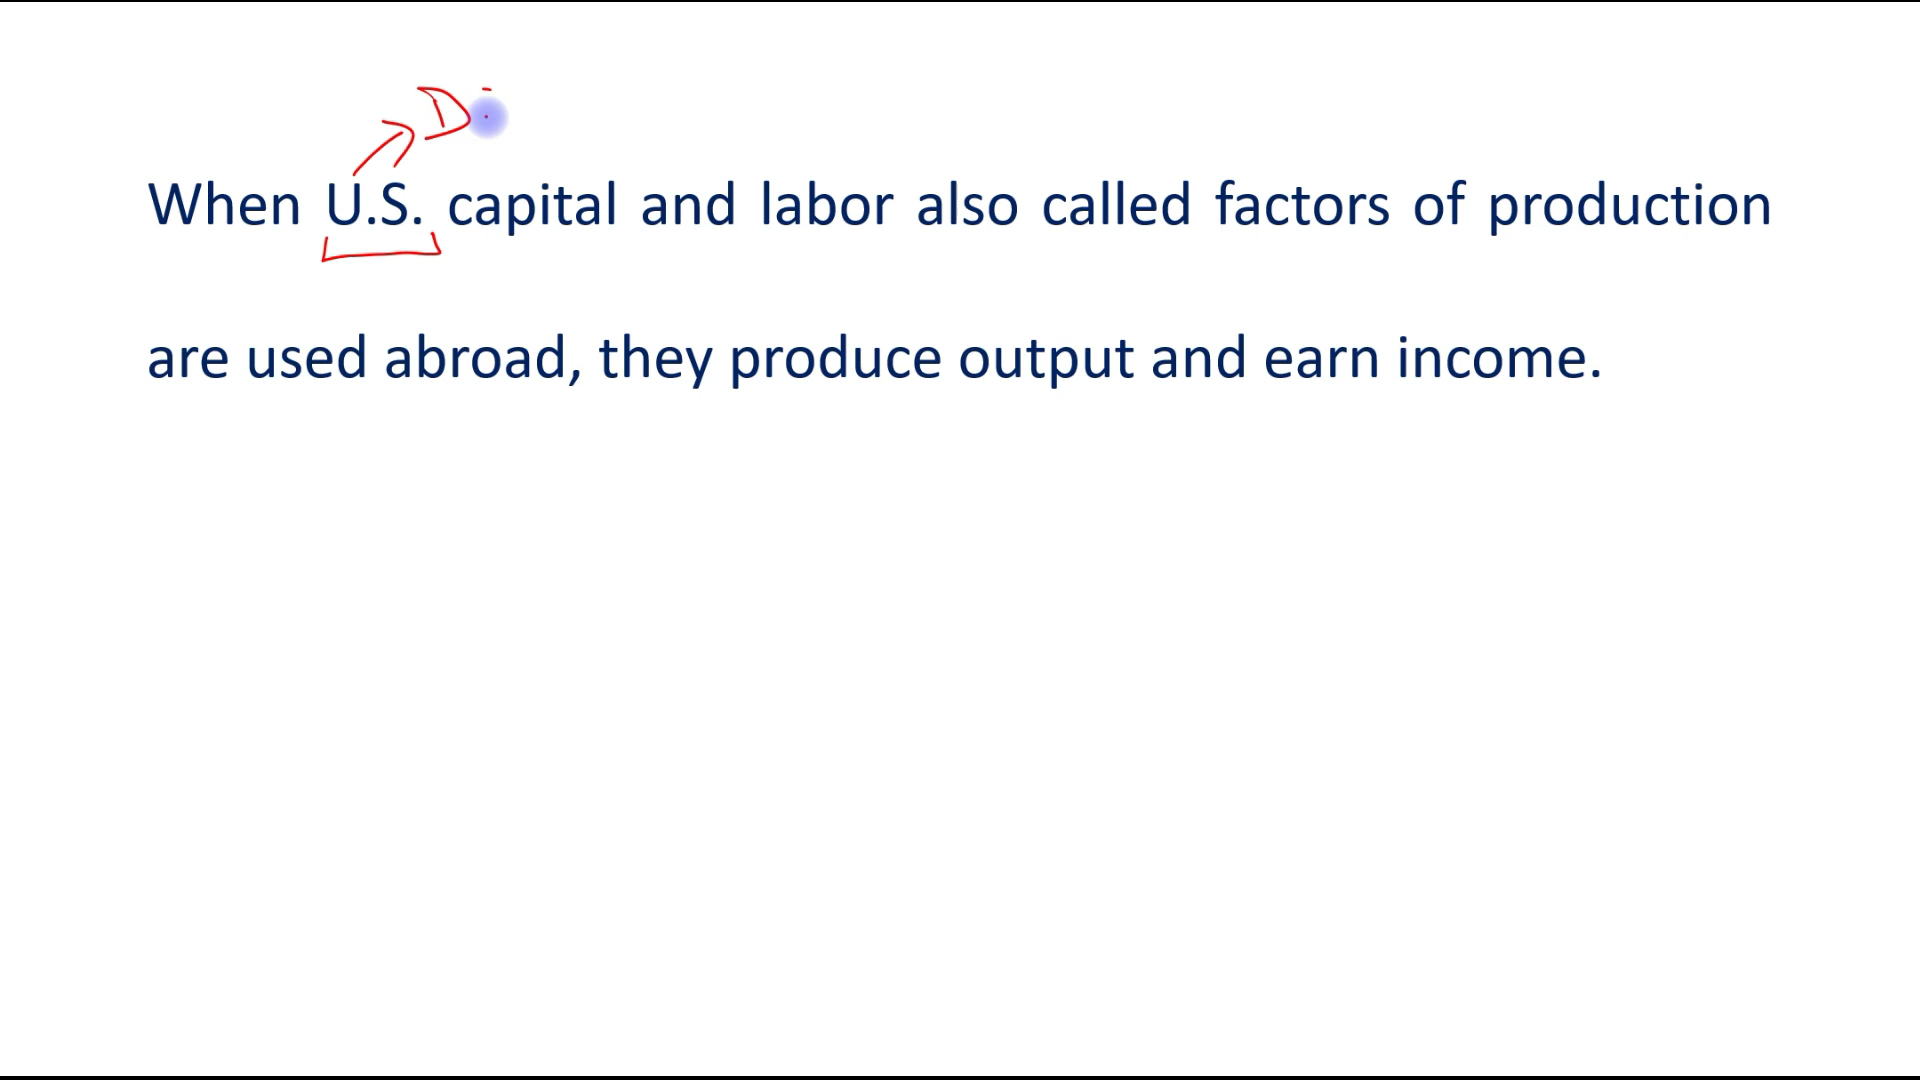 D
When U.S. capital and labor also called factors of production
are used abroad, they produce output and earn income.